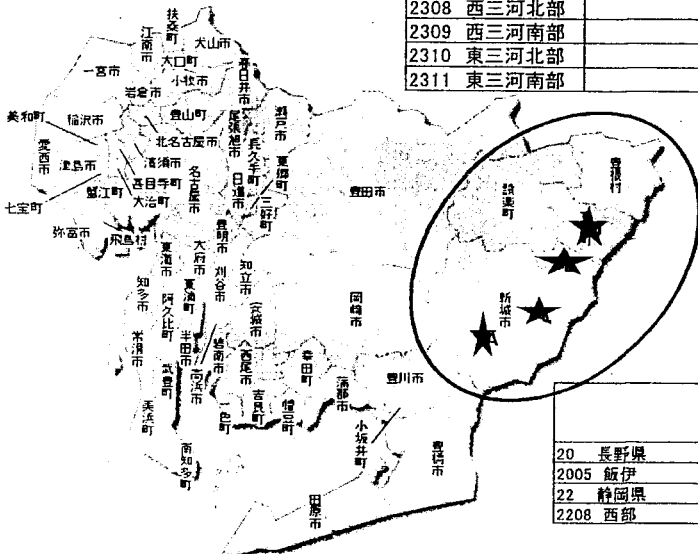 2308 西三河北部
2309 西三河南部
2310 東三河北部
2311 東三河南部
扶桑町
江南市
犬山市
大口町
一宮市
小牧市
春日井市
岩倉市
美和町
稲沢市
豊山町
瀬戸市
尾張旭市
長久手町
北名古屋市
愛西市
津島市
清須市
名古屋市
日進市
東郷町
豊田市
設楽町
豊根村
甚目寺町
蟹江町
大治町
三好町
七宝町
弥富市
飛島村
東海市
大府市
豊明市
刈谷市
知立市
安城市
岡崎市
新城市
知多市
阿久比町
東浦町
常滑市
半田市
高浜市
碧南市
西尾市
幸田町
蒲郡市
豊川市
武豊町
一色町
吉良町
幡豆町
美浜町
南知多町
小坂井町
豊橋市
田原市
20 長野県
2005 飯伊
22 静岡県
2208 西部